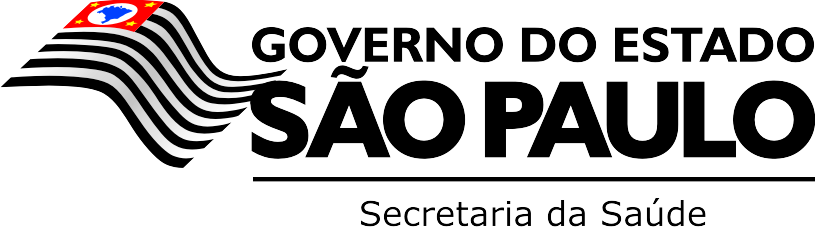 GOVERNO DO ESTADO
SÃO PAULO
Secretaria da Saúde